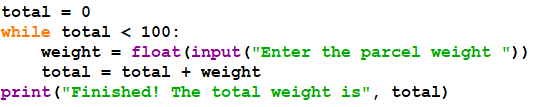 total = 0
while total < 100:
    weight = float(input("Enter the parcel weight "))
    total = total + weight
print("Finished! The total weight is", total)